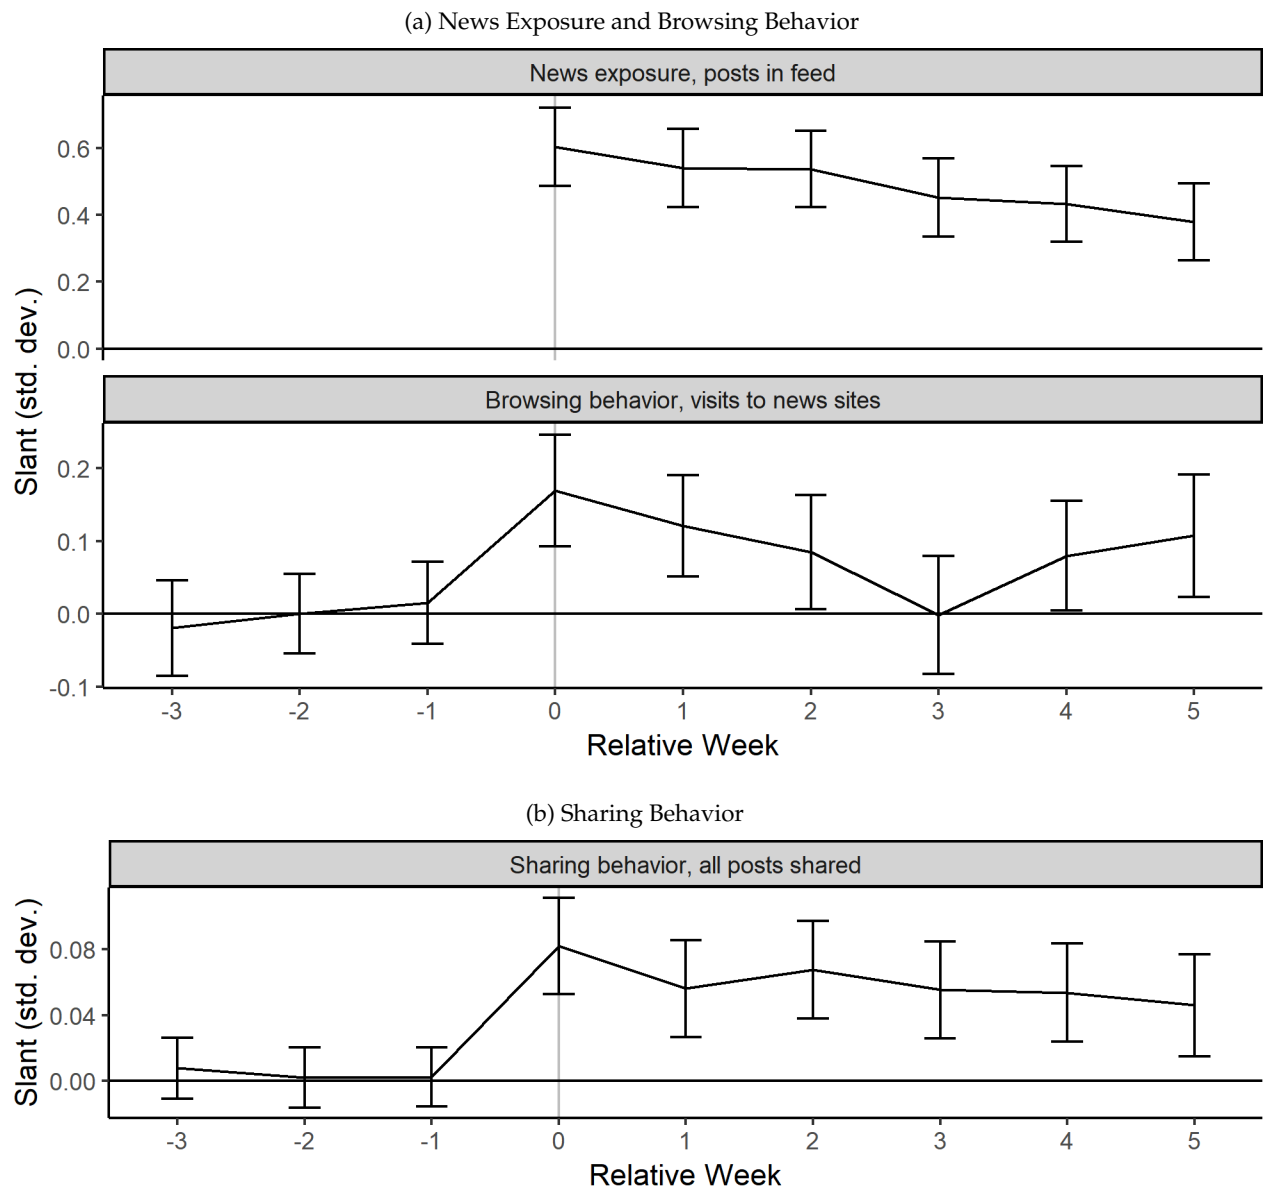 (a) News Exposure and Browsing Behavior
News exposure, posts in feed
0.6
0.4
0.2
0.0
Slant (std. dev.)
Browsing behavior, visits to news sites
0.2
0.1
0.0
-0.1
-3 -2 -1 0 1 2 3 4 5
Relative Week
(b) Sharing Behavior
Sharing behavior, all posts shared
Slant (std. dev.)
0.08
0.04
0.00
-3 -2 -1 0 1 2 3 4 5
Relative Week